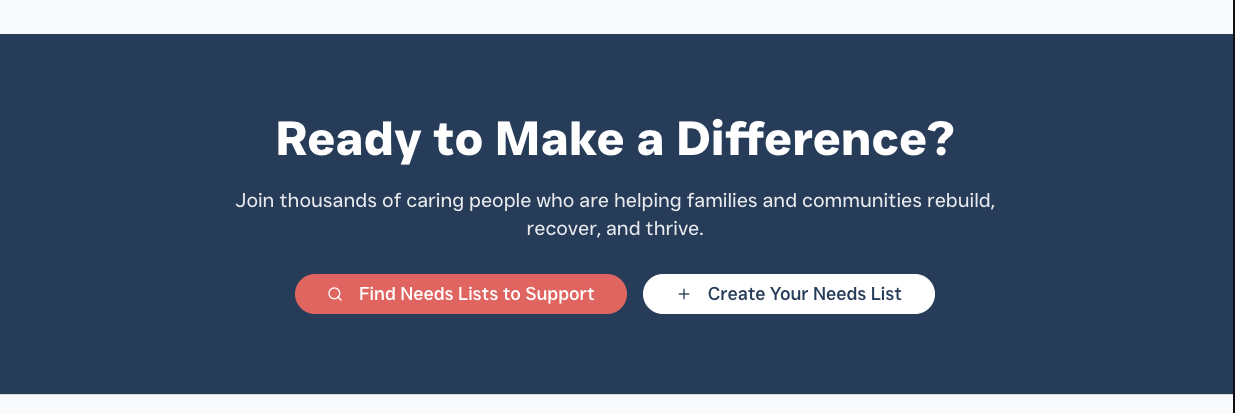 Ready to Make a Difference?
Join thousands of caring people who are helping families and communities rebuild,
recover, and thrive.
Find Needs Lists to Support
Create Your Needs List